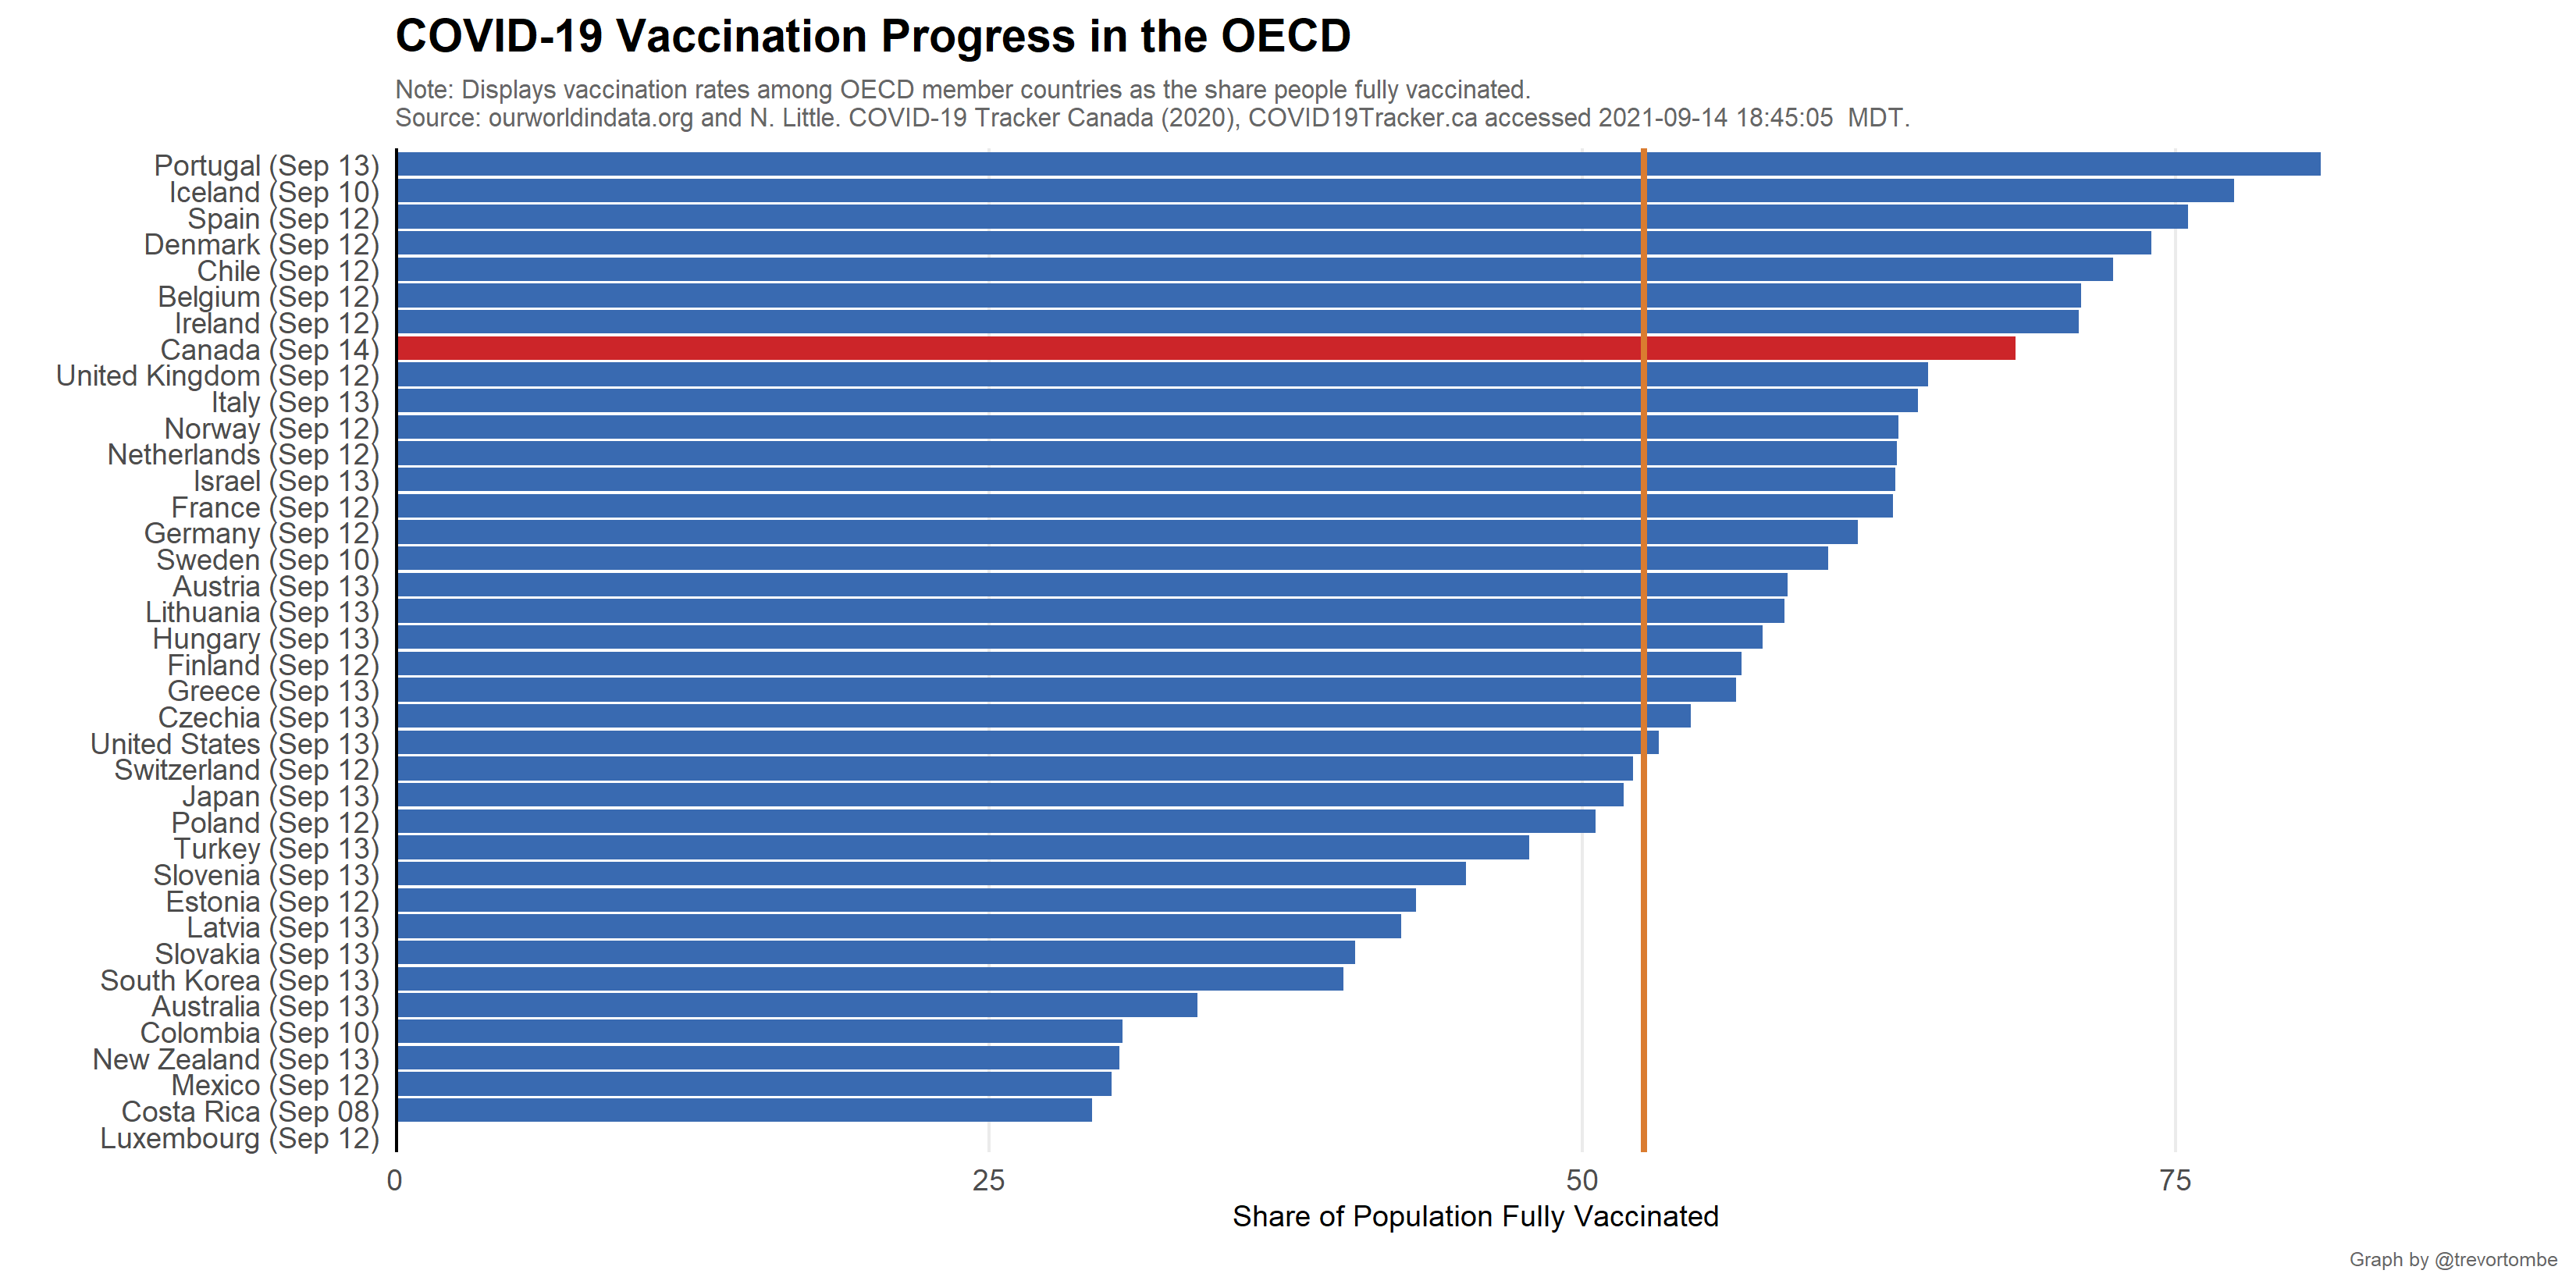 COVID-19 Vaccination Progress in the OECD
Note: Displays vaccination rates among OECD member countries as the share people fully vaccinated.
Source: ourworldindata.org and N. Little. COVID-19 Tracker Canada (2020), COVID19Tracker.ca accessed 2021-09-14 18:45:05  MDT.
Portugal (Sep 13)
Iceland (Sep 10)
Spain (Sep 12)
Denmark (Sep 12)
Chile (Sep 12)
Belgium (Sep 12)
Ireland (Sep 12)
Canada (Sep 14)
United Kingdom (Sep 12)
Italy (Sep 13)
Norway (Sep 12)
Netherlands (Sep 12)
Israel (Sep 13)
France (Sep 12)
Germany (Sep 12)
Sweden (Sep 10)
Austria (Sep 13)
Lithuania (Sep 13)
Hungary (Sep 13)
Finland (Sep 12)
Greece (Sep 13)
Czechia (Sep 13)
United States (Sep 13)
Switzerland (Sep 12)
Japan (Sep 13)
Poland (Sep 12)
Turkey (Sep 13)
Slovenia (Sep 13)
Estonia (Sep 12)
Latvia (Sep 13)
Slovakia (Sep 13)
South Korea (Sep 13)
Australia (Sep 13)
Colombia (Sep 10)
New Zealand (Sep 13)
Mexico (Sep 12)
Costa Rica (Sep 08)
Luxembourg (Sep 12)
0 25 50 75
Share of Population Fully Vaccinated
Graph by @trevortombe